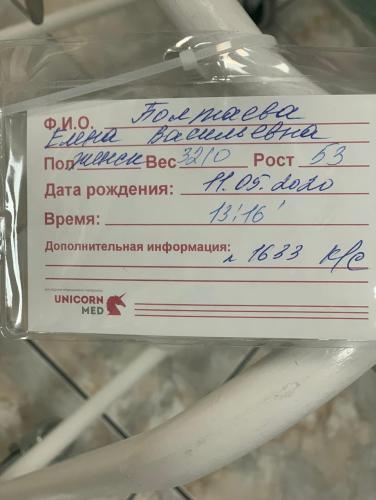 Ф.И.О. Болтаева
Елена Васильевна
Пол женск Вес 3210 Рост 53
Дата рождения: 11.05.2020
Время: 13:16
Дополнительная информация:
1633 к/с
UNICORN
MED